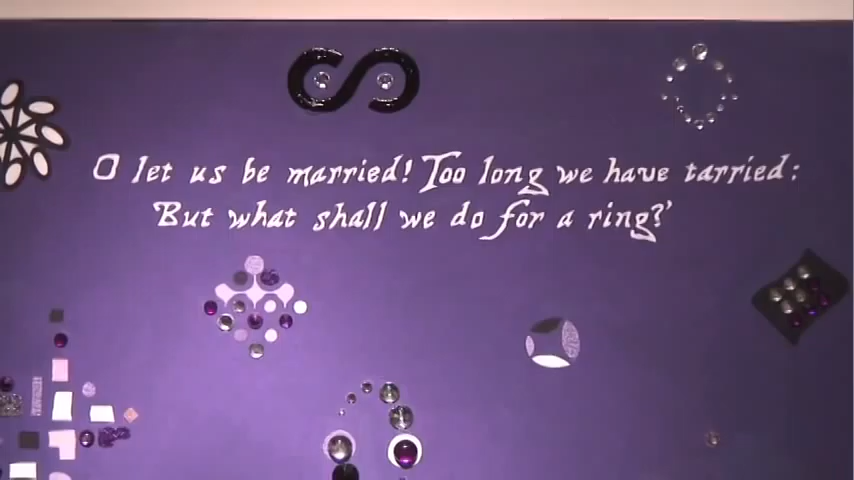 O let us be married! Too long we have tarried:
But what shall we do for a ring?'